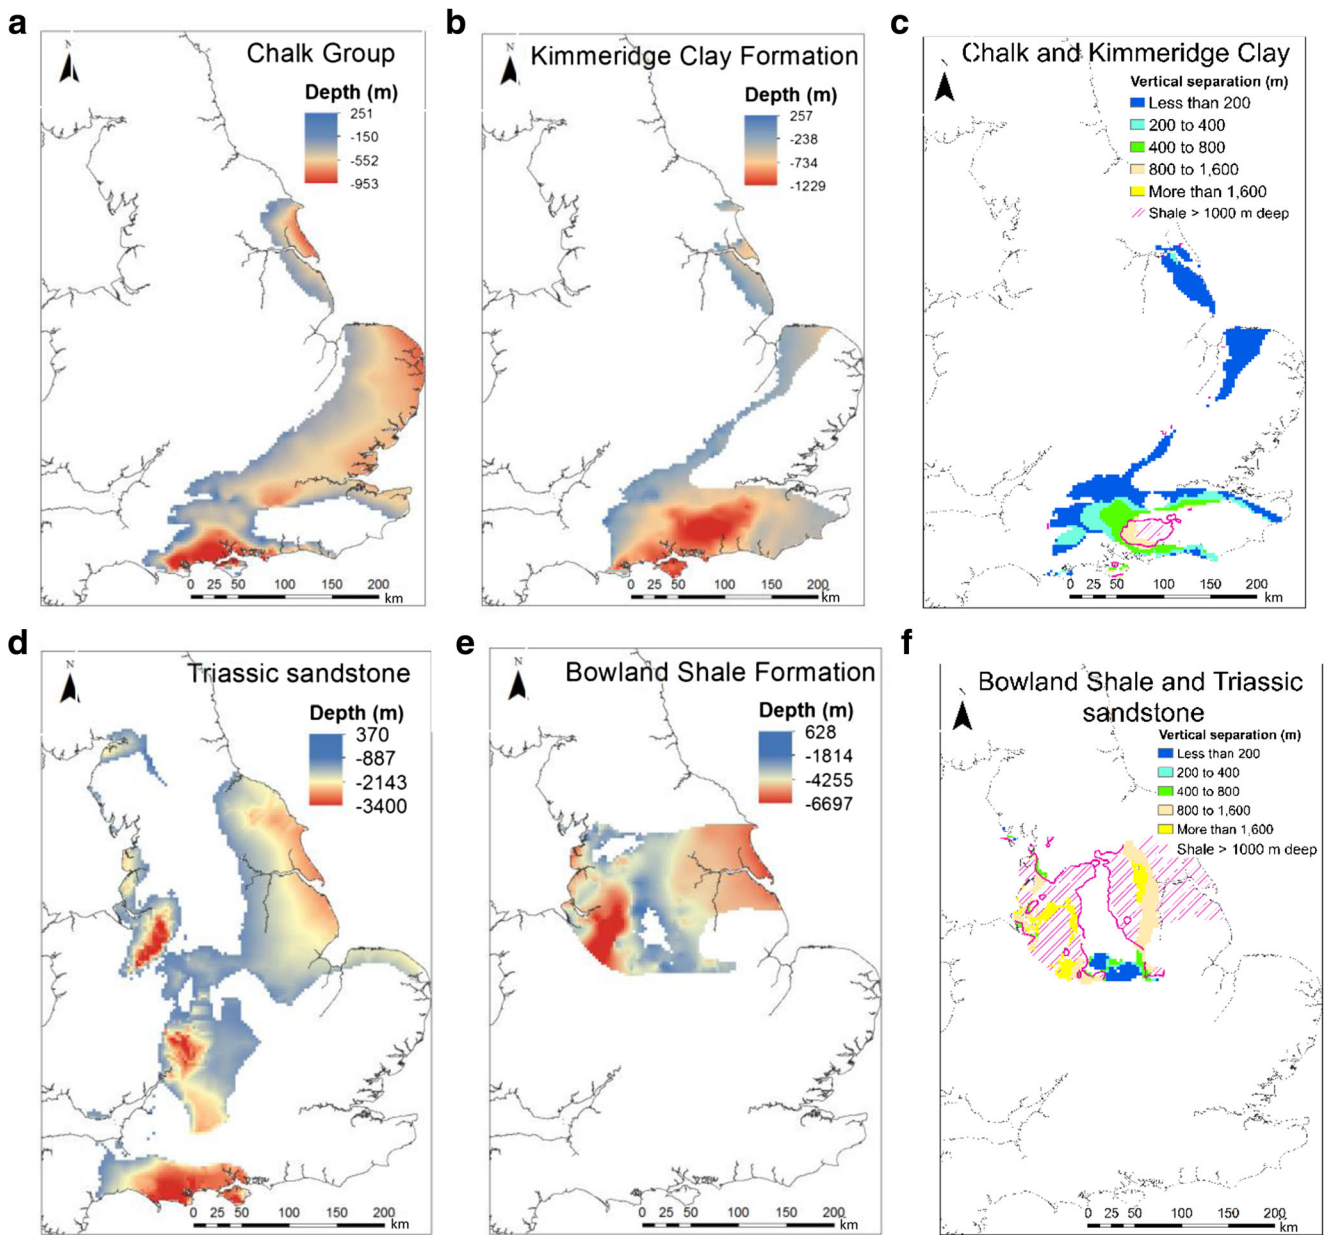 a
N
Chalk Group
Depth (m)
251
-150
-552
-953
0 25 50 100 150 200
km
b
N
Kimmeridge Clay Formation
Depth (m)
257
-238
-734
-1229
0 25 50 100 150 200
km
c
Chalk and Kimmeridge Clay
Vertical separation (m)
Less than 200
200 to 400
400 to 800
800 to 1,600
More than 1,600
Shale > 1000 m deep
0 25 50 100 150 200
km
d
N
Triassic sandstone
Depth (m)
370
-887
-2143
-3400
0 25 50 100 150 200
km
e
N
Bowland Shale Formation
Depth (m)
628
-1814
-4255
-6697
0 25 50 100 150 200
km
f
Bowland Shale and Triassic
sandstone
Vertical separation (m)
Less than 200
200 to 400
400 to 800
800 to 1,600
More than 1,600
Shale > 1000 m deep
0 25 50 100 150 200
km